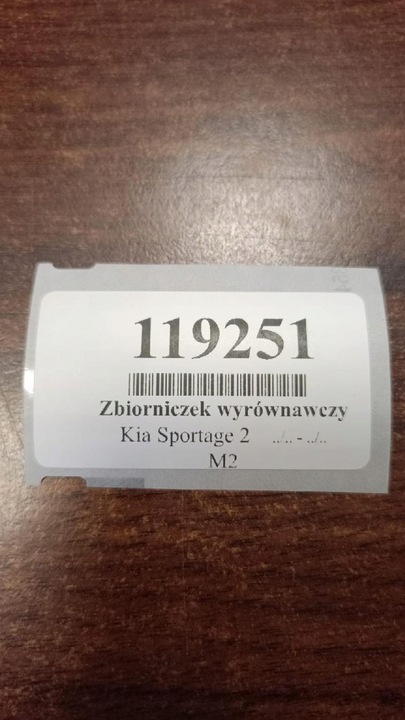 119251
Zbiorniczek wyrównawczy
Kia Sportage 2 ../.. - ../..
M2